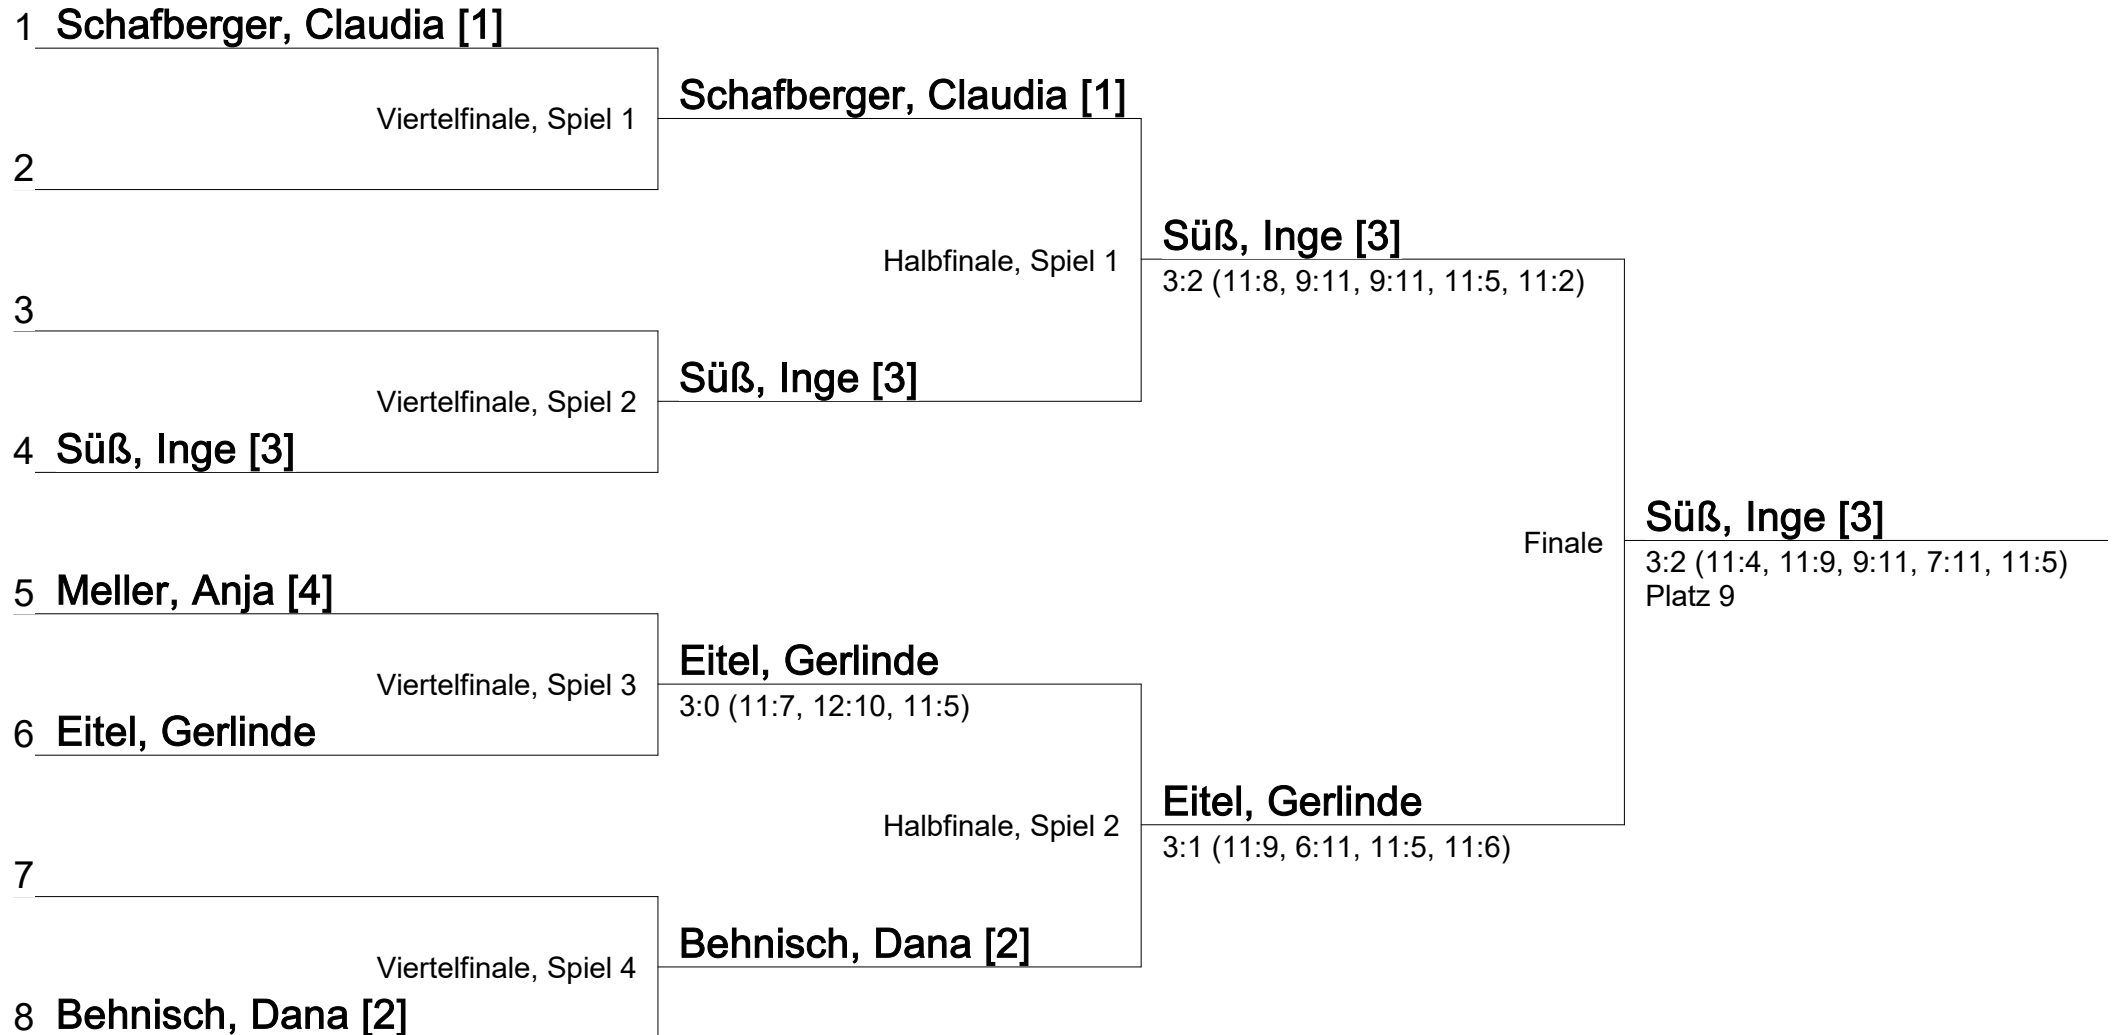 1 Schafberger, Claudia [1]
Schafberger, Claudia [1]
Viertelfinale, Spiel 1
2
Süß, Inge [3]
Halbfinale, Spiel 1
3:2 (11:8, 9:11, 9:11, 11:5, 11:2)
3
Süß, Inge [3]
Viertelfinale, Spiel 2
4 Süß, Inge [3]
Süß, Inge [3]
Finale
3:2 (11:4, 11:9, 9:11, 7:11, 11:5)
Platz 9
5 Meller, Anja [4]
Eitel, Gerlinde
Viertelfinale, Spiel 3
3:0 (11:7, 12:10, 11:5)
6 Eitel, Gerlinde
Eitel, Gerlinde
Halbfinale, Spiel 2
3:1 (11:9, 6:11, 11:5, 11:6)
7
Behnisch, Dana [2]
Viertelfinale, Spiel 4
8 Behnisch, Dana [2]